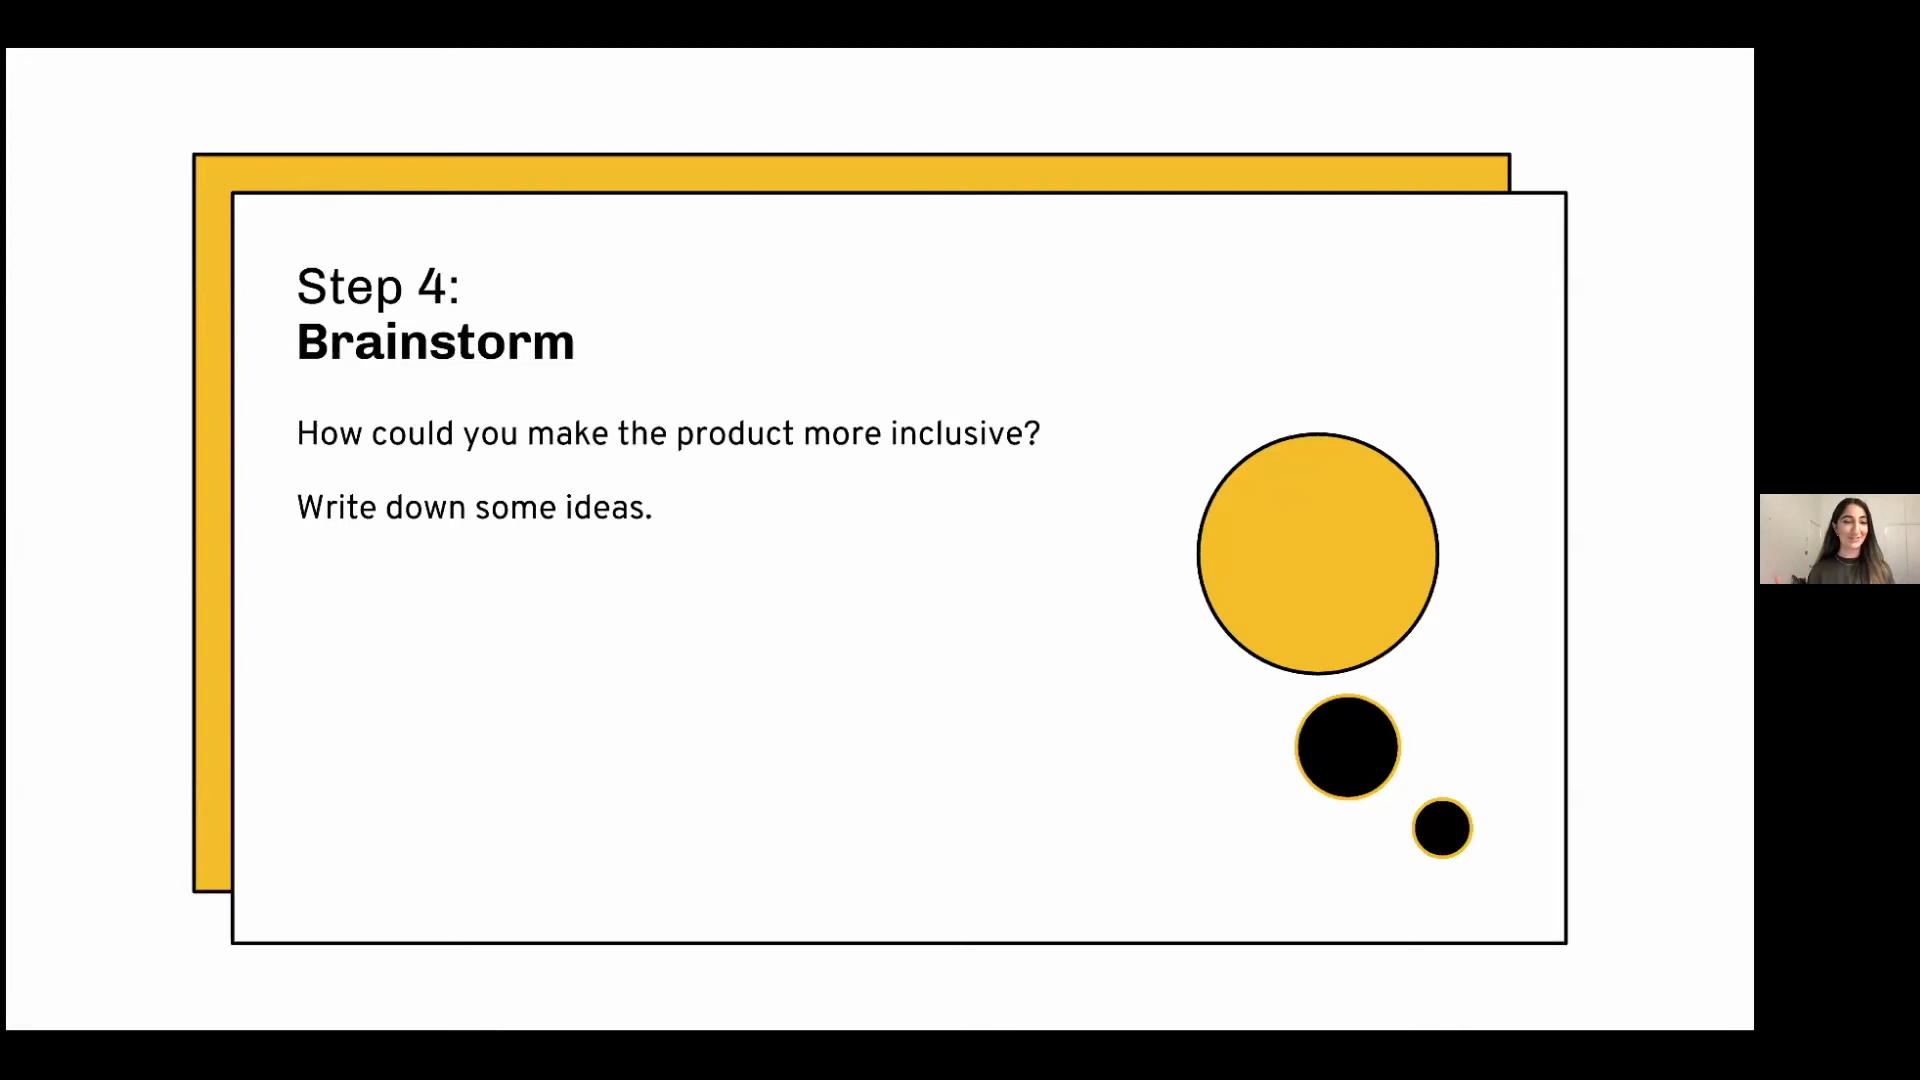 Step 4:
Brainstorm
How could you make the product more inclusive?
Write down some ideas.